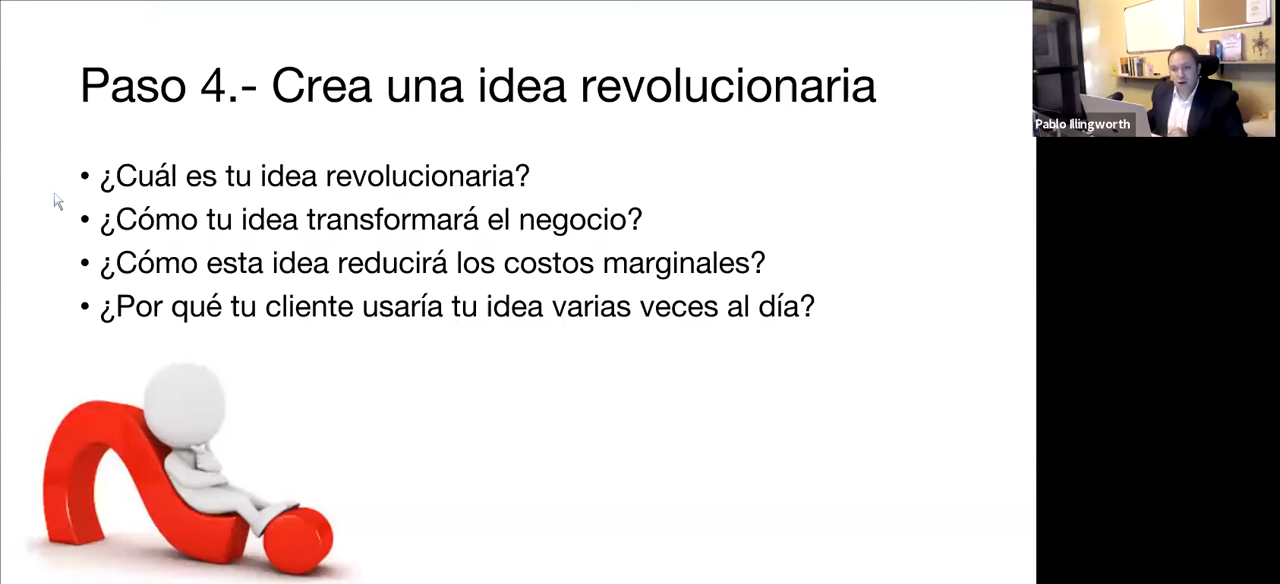 Paso 4.- Crea una idea revolucionaria
• ¿Cuál es tu idea revolucionaria?
• ¿Cómo tu idea transformará el negocio?
• ¿Cómo esta idea reducirá los costos marginales?
• ¿Por qué tu cliente usaría tu idea varias veces al día?
Pablo Illingworth